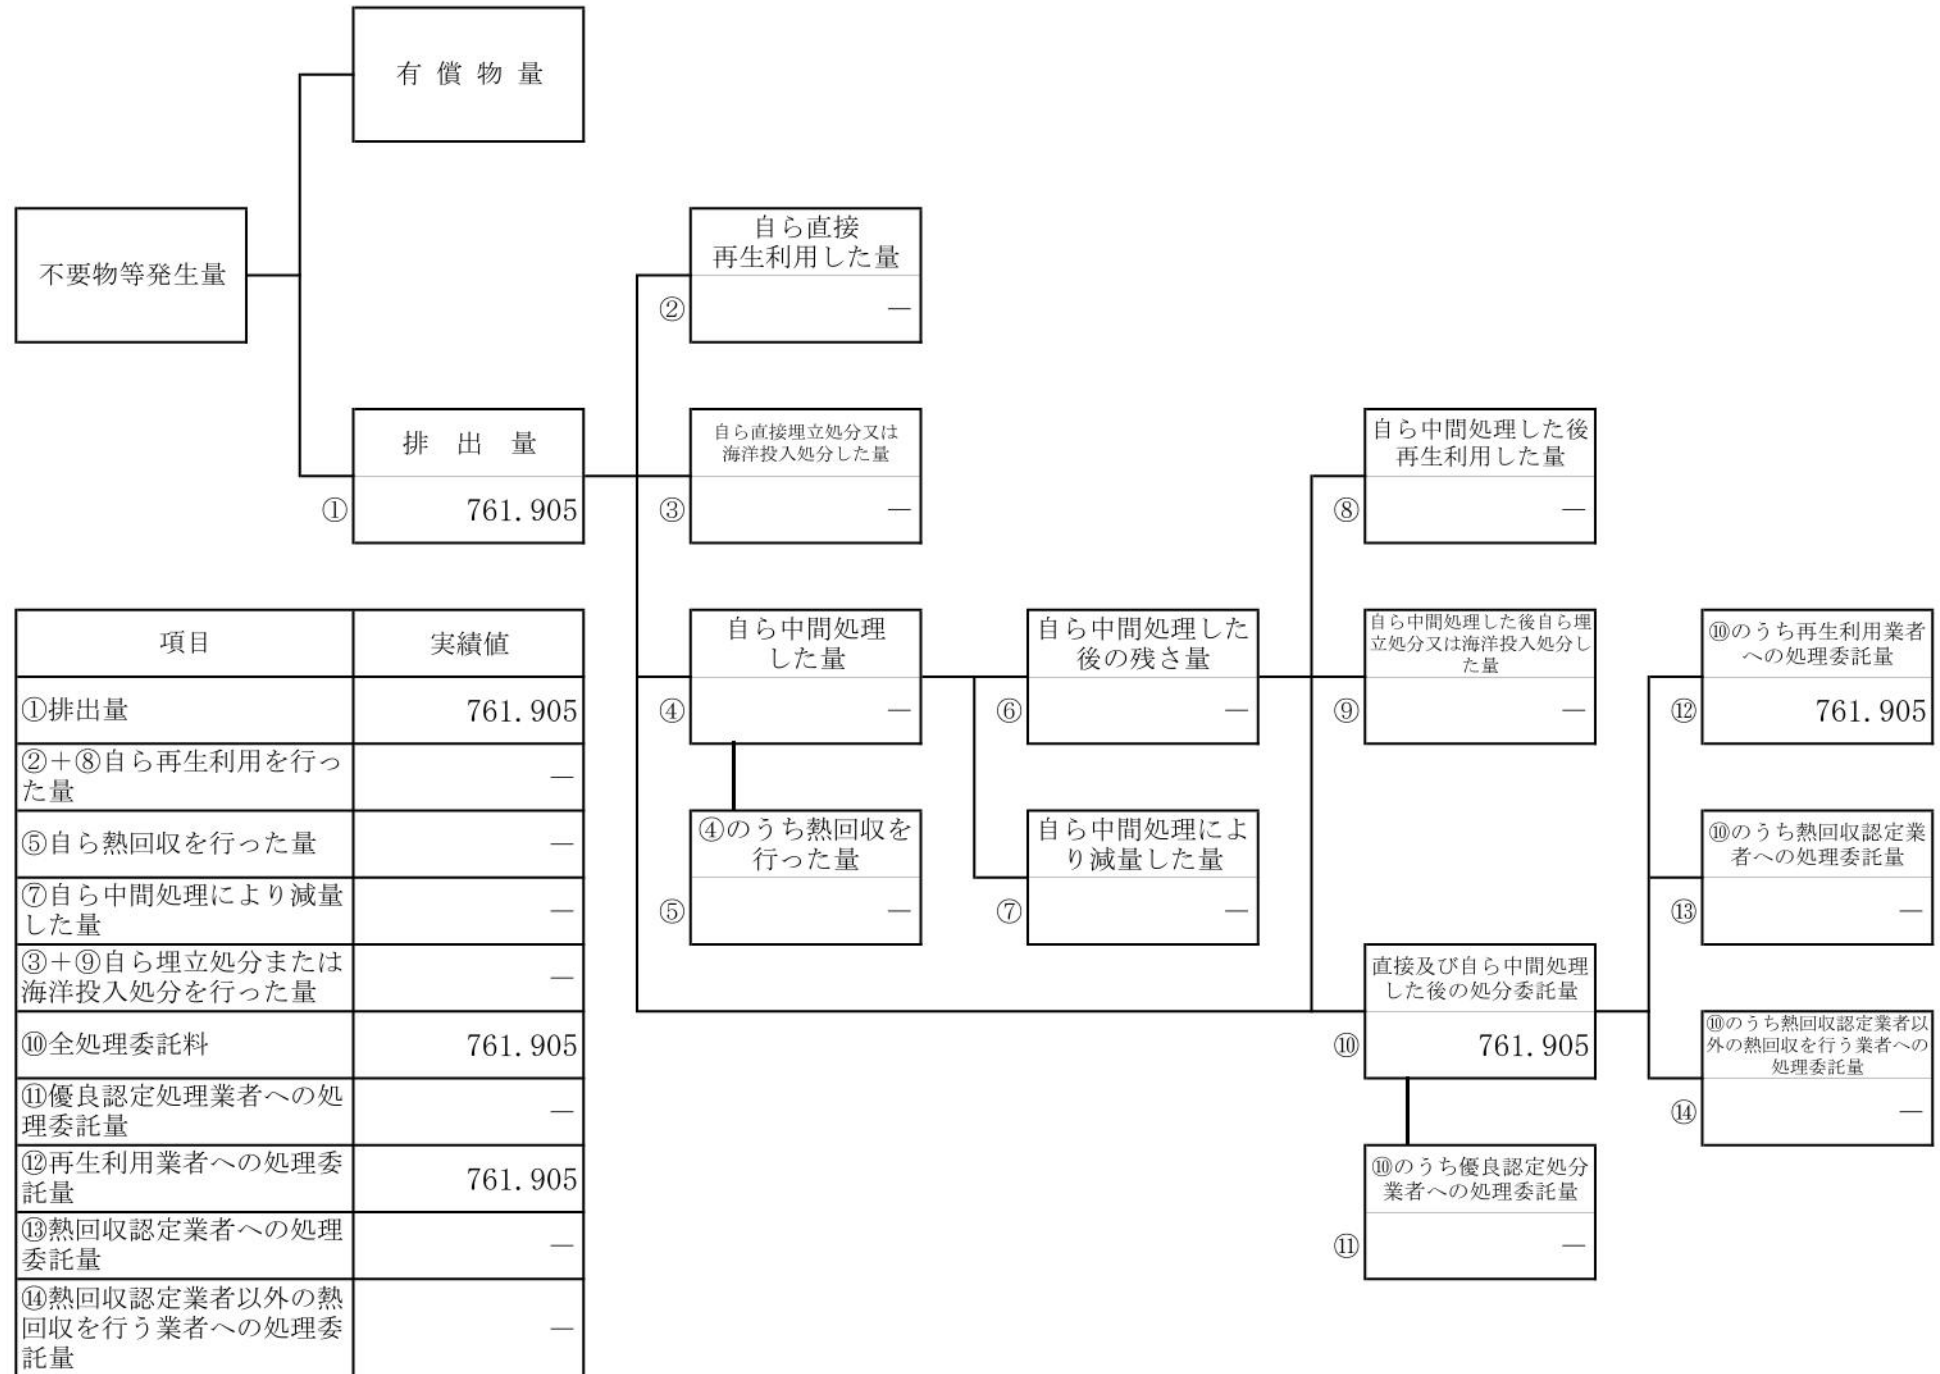 有 償 物 量
不要物等発生量
自ら直接
再生利用した量
②
—
排 出 量
①
761.905
自ら直接埋立処分又は
海洋投入処分した量
③
—
自ら中間処理した後
再生利用した量
⑧
—
自ら中間処理
した量
④
—
自ら中間処理した
後の残さ量
⑥
—
自ら中間処理した後自ら埋
立処分又は海洋投入処分し
た量
⑨
—
⑩のうち再生利用業者
への処理委託量
⑫
761.905
④のうち熱回収を
行った量
⑤
—
自ら中間処理によ
り減量した量
⑦
—
⑩のうち熱回収認定業
者への処理委託量
⑬
—
直接及び自ら中間処理
した後の処分委託量
⑩
761.905
⑩のうち熱回収認定業者以
外の熱回収を行う業者への
処理委託量
⑭
—
⑩のうち優良認定処分
業者への処理委託量
⑪
—
項目 実績値
①排出量 761.905
②＋⑧自ら再生利用を行っ
た量 —
⑤自ら熱回収を行った量 —
⑦自ら中間処理により減量
した量 —
③＋⑨自ら埋立処分または
海洋投入処分を行った量 —
⑩全処理委託料 761.905
⑪優良認定処理業者への処
理委託量 —
⑫再生利用業者への処理委
託量 761.905
⑬熱回収認定業者への処理
委託量 —
⑭熱回収認定業者以外の熱
回収を行う業者への処理委
託量 —